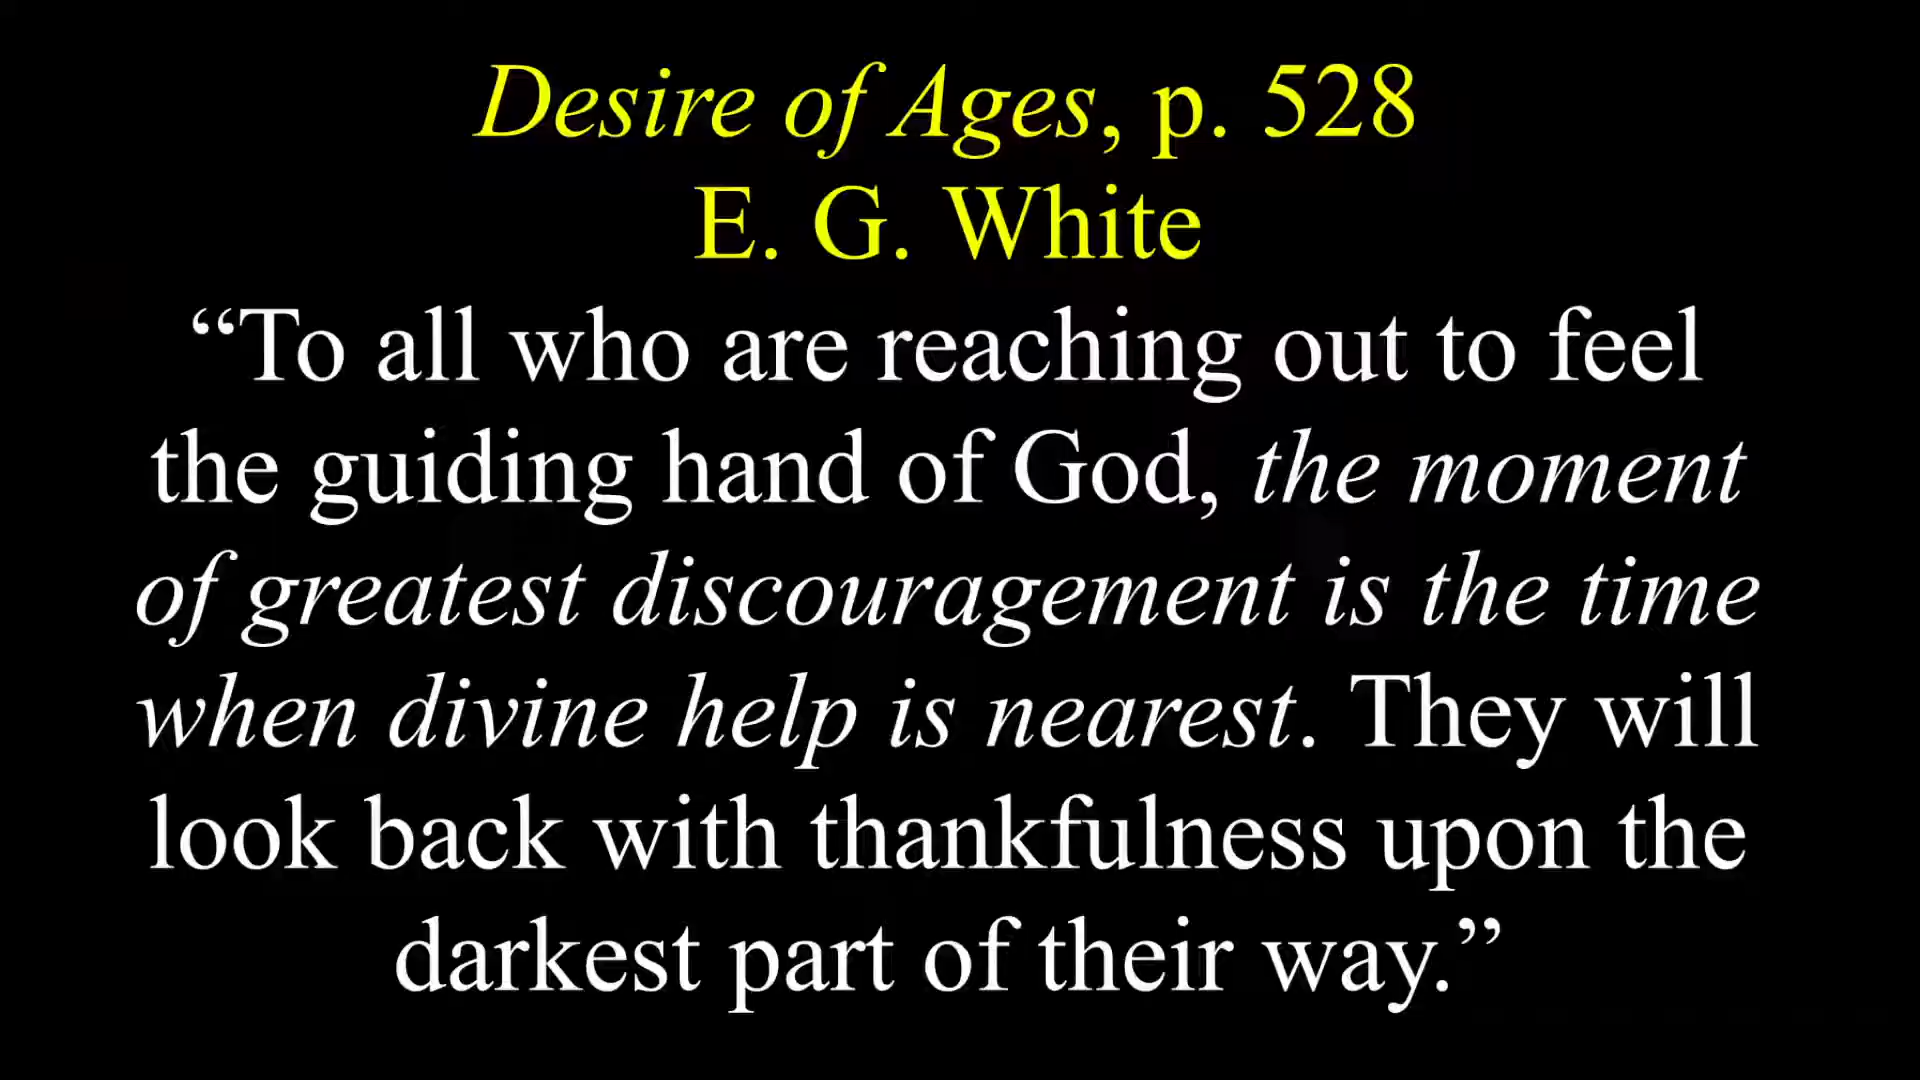 Desire of Ages, p. 528
E. G. White
“To all who are reaching out to feel
the guiding hand of God, the moment
of greatest discouragement is the time
when divine help is nearest. They will
look back with thankfulness upon the
darkest part of their way.”